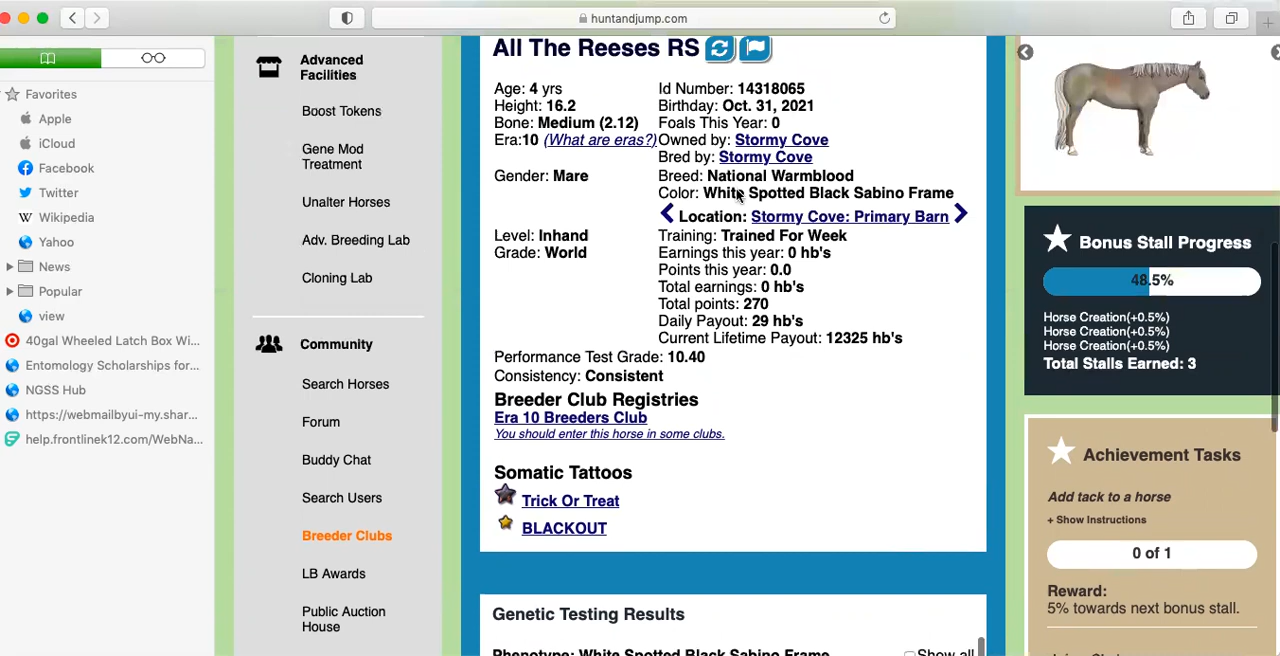 huntandjump.com
Favorites
Apple
iCloud
Facebook
Twitter
Wikipedia
Yahoo
News
Popular
view
40gal Wheeled Latch Box Wi...
Entomology Scholarships for...
NGSS Hub
https://webmailbyui-my.shar...
help.frontlinek12.com/WebNa...
Advanced
Facilities
Boost Tokens
Gene Mod
Treatment
Unalter Horses
Adv. Breeding Lab
Cloning Lab
Community
Search Horses
Forum
Buddy Chat
Search Users
Breeder Clubs
LB Awards
Public Auction
House
All The Reeses RS
Age: 4 yrs
Height: 16.2
Bone: Medium (2.12)
Era:10 (What are eras?)
Id Number: 14318065
Birthday: Oct. 31, 2021
Foals This Year: 0
Owned by: Stormy Cove
Bred by: Stormy Cove
Gender: Mare
Breed: National Warmblood
Color: White Spotted Black Sabino Frame
Location: Stormy Cove: Primary Barn
Level: Inhand
Grade: World
Training: Trained For Week
Earnings this year: 0 hb's
Points this year: 0.0
Total earnings: 0 hb's
Total points: 270
Daily Payout: 29 hb's
Current Lifetime Payout: 12325 hb's
Performance Test Grade: 10.40
Consistency: Consistent
Breeder Club Registries
Era 10 Breeders Club
You should enter this horse in some clubs.
Somatic Tattoos
Trick Or Treat
BLACKOUT
Genetic Testing Results
Phenotype: White Spotted Black Sabino Frame
Show all
Bonus Stall Progress
48.5%
Horse Creation(+0.5%)
Horse Creation(+0.5%)
Horse Creation(+0.5%)
Total Stalls Earned: 3
Achievement Tasks
Add tack to a horse
+ Show Instructions
0 of 1
Reward:
5% towards next bonus stall.